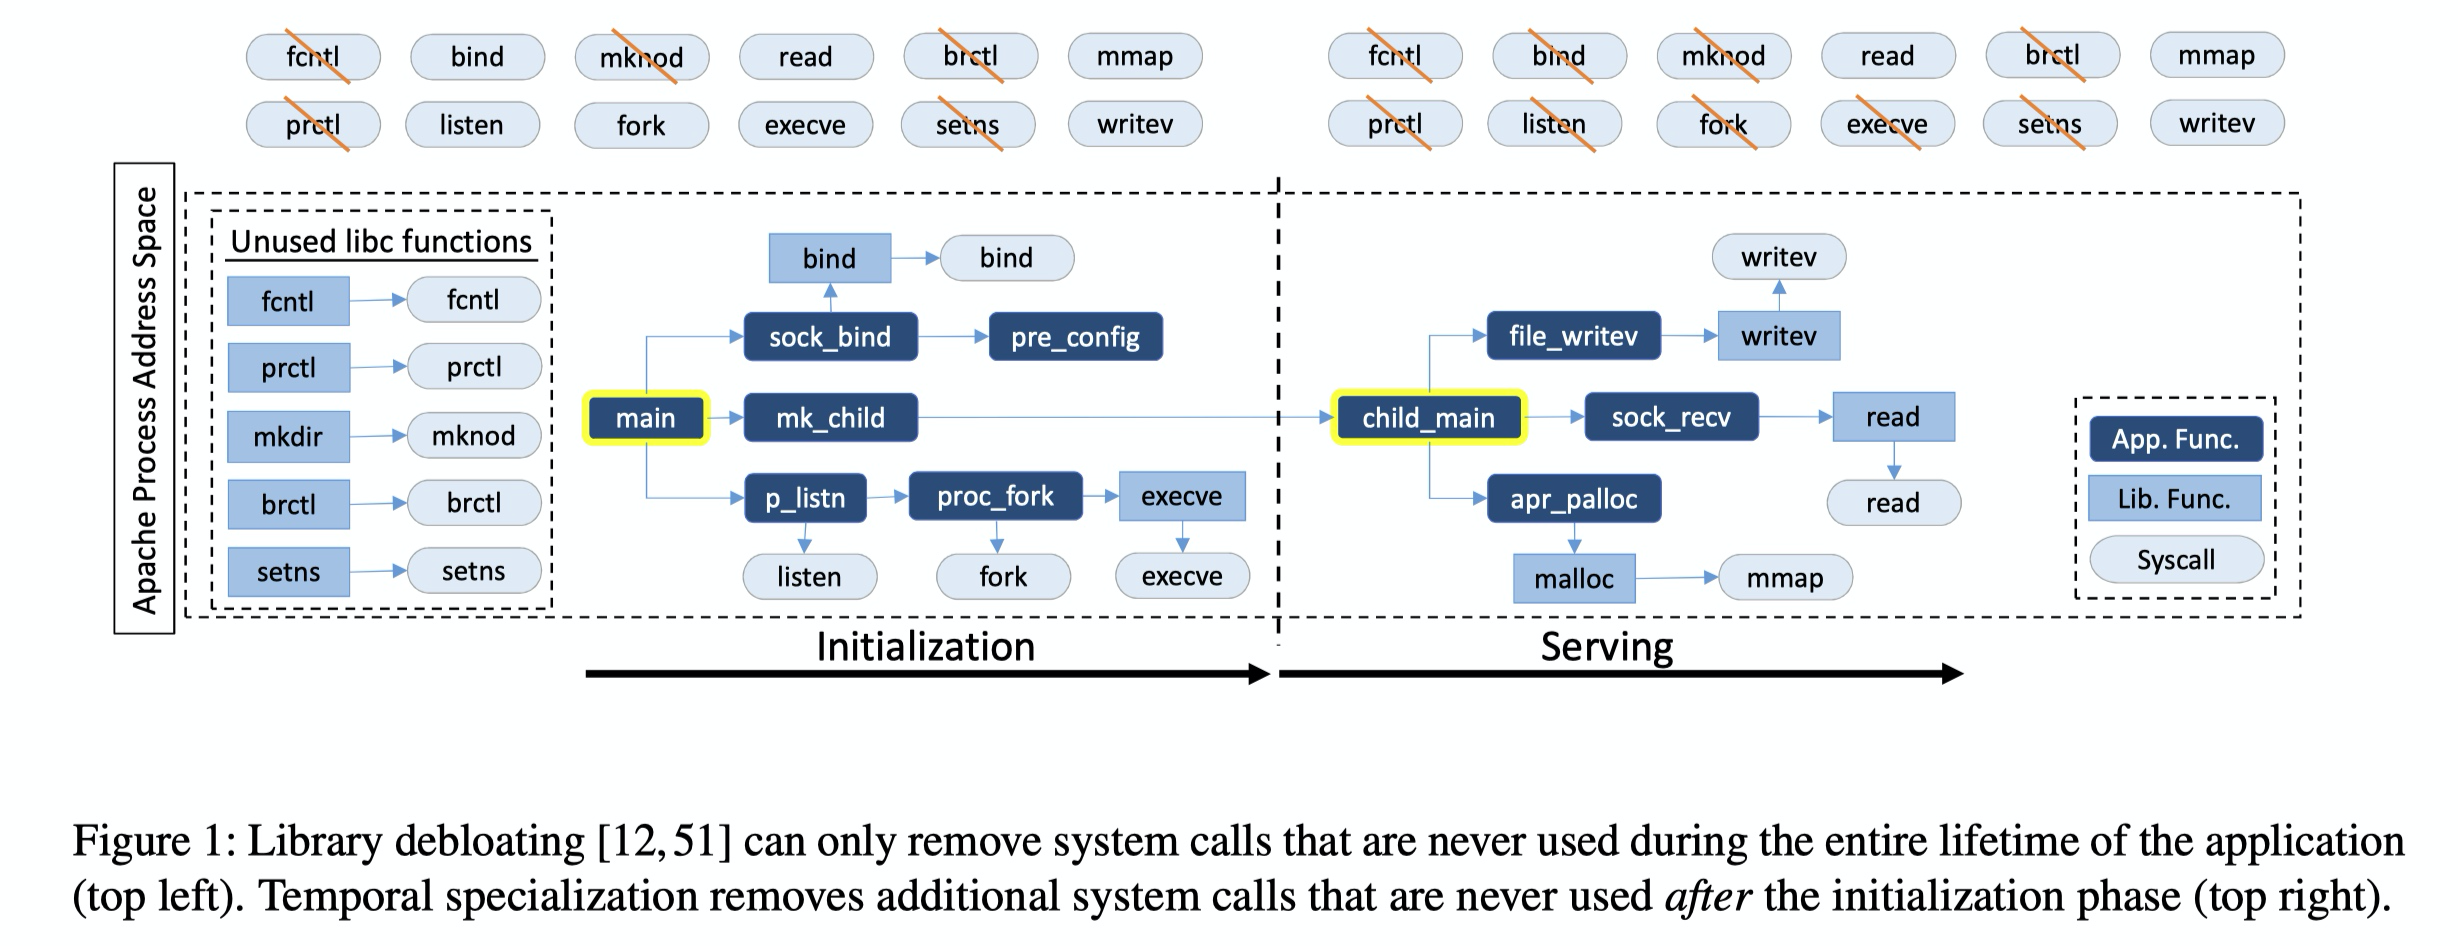 fcntl bind mknod read brctl mmap
prctl listen fork execve setns writev
fcntl bind mknod read brctl mmap
prctl listen fork execve setns writev
Apache Process Address Space
Unused libc functions
fcntl fcntl
prctl prctl
mkdir mknod
brctl brctl
setns setns
bind bind
sock_bind pre_config
main mk_child
p_listn proc_fork execve
listen fork execve
writev
file_writev writev
child_main sock_recv read
apr_palloc read
malloc mmap
App. Func.
Lib. Func.
Syscall
Initialization Serving
Figure 1: Library debloating [12,51] can only remove system calls that are never used during the entire lifetime of the application
(top left). Temporal specialization removes additional system calls that are never used after the initialization phase (top right).